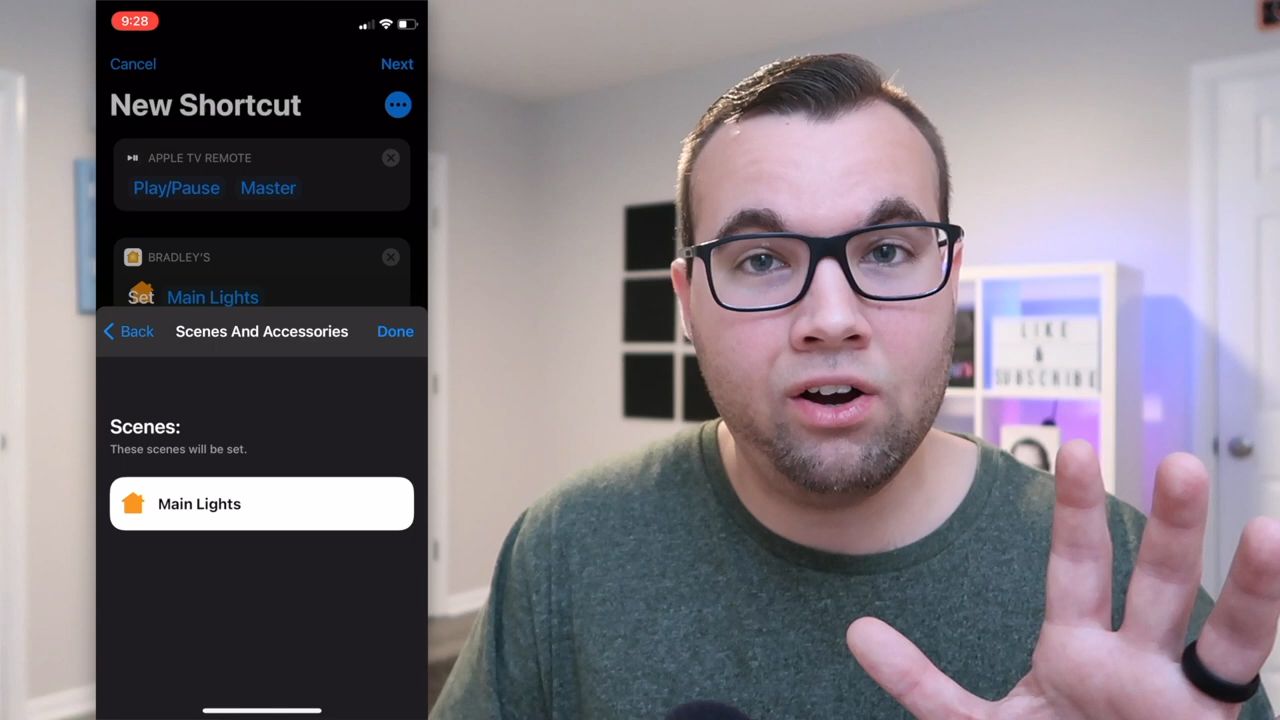 9:28
Cancel
Next
New Shortcut
APPLE TV REMOTE
Play/Pause Master
BRADLEY'S
Set Main Lights
Back
Scenes And Accessories
Done
Scenes:
These scenes will be set.
Main Lights
LIKE
&
SUBSCRIBE